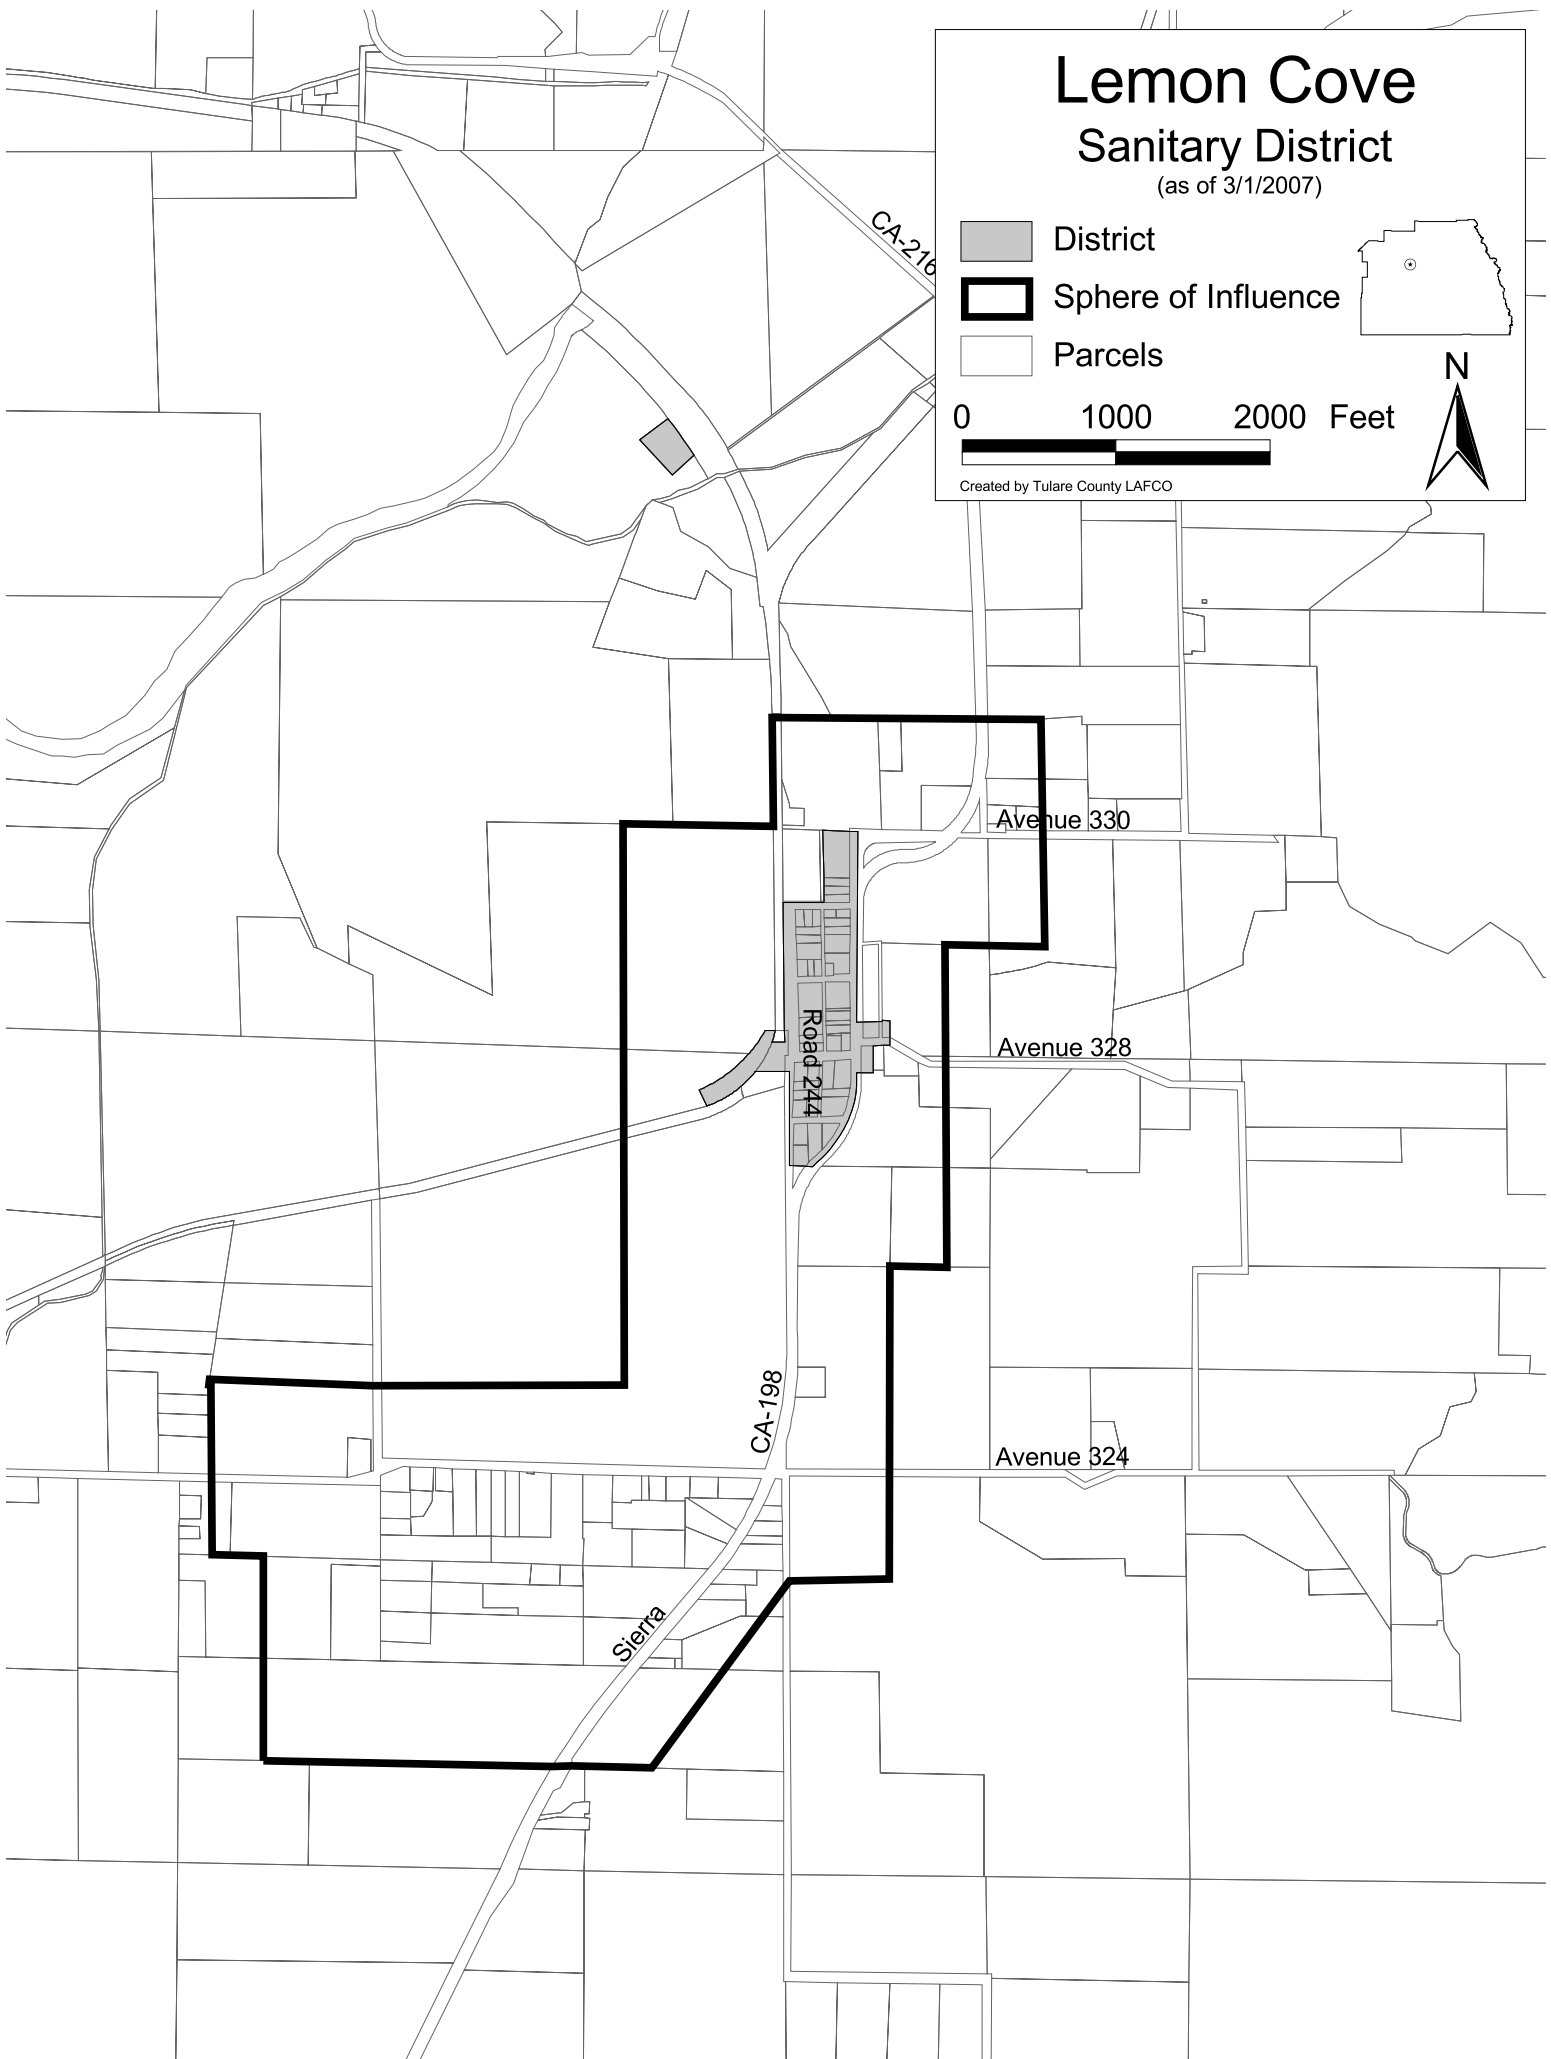 Lemon Cove
Sanitary District
(as of 3/1/2007)
District
Sphere of Influence
Parcels
N
0 1000 2000 Feet
Created by Tulare County LAFCO
CA-216
Avenue 330
Road 244
Avenue 328
CA-198
Avenue 324
Sierra